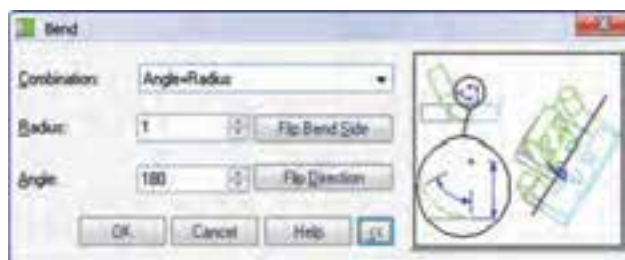 Bend
Combination: Angle+Radius
Radius: 1 Flip Bend Side
Angle: 180 Flip Direction
OK Cancel Help <<